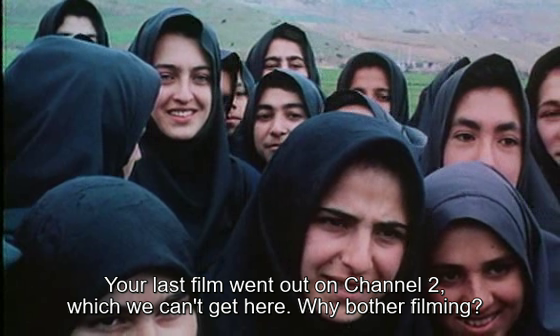 Your last film went out on Channel 2,
which we can't get here. Why bother filming?